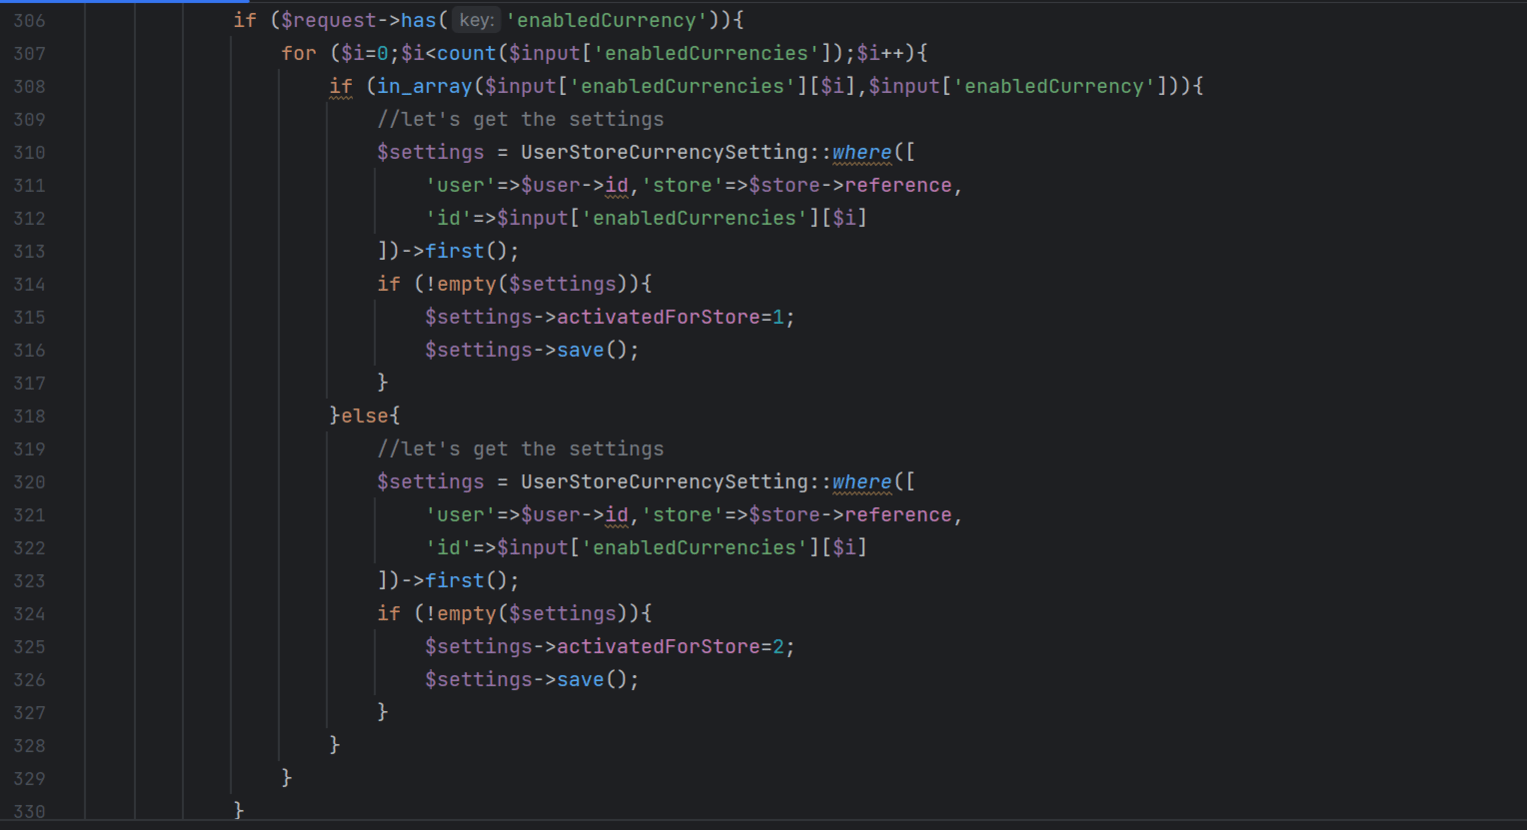 306 if ($request->has( key: 'enabledCurrency')){
307 for ($i=0;$i<count($input['enabledCurrencies']);$i++){
308 if (in_array($input['enabledCurrencies'][$i],$input['enabledCurrency'])){
309 //let's get the settings
310 $settings = UserStoreCurrencySetting::where([
311 'user'=>$user->id,'store'=>$store->reference,
312 'id'=>$input['enabledCurrencies'][$i]
313 ])->first();
314 if (!empty($settings)){
315 $settings->activatedForStore=1;
316 $settings->save();
317 }
318 }else{
319 //let's get the settings
320 $settings = UserStoreCurrencySetting::where([
321 'user'=>$user->id,'store'=>$store->reference,
322 'id'=>$input['enabledCurrencies'][$i]
323 ])->first();
324 if (!empty($settings)){
325 $settings->activatedForStore=2;
326 $settings->save();
327 }
328 }
329 }
330 }